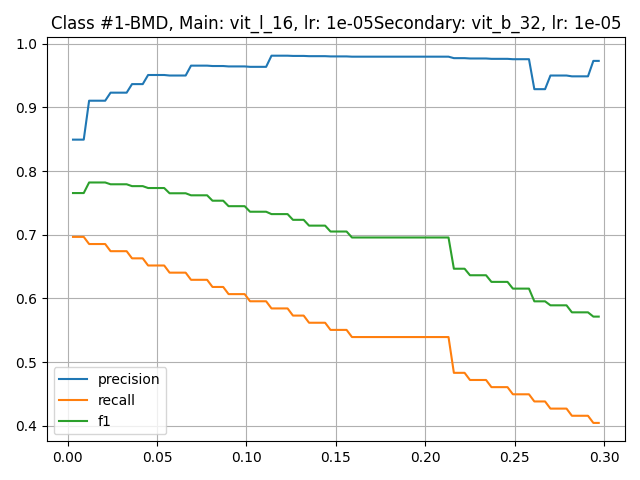 Class #1-BMD, Main: vit_l_16, lr: 1e-05Secondary: vit_b_32, lr: 1e-05
1.0
0.9
0.8
0.7
0.6
0.5
0.4
precision
recall
f1
0.00 0.05 0.10 0.15 0.20 0.25 0.30